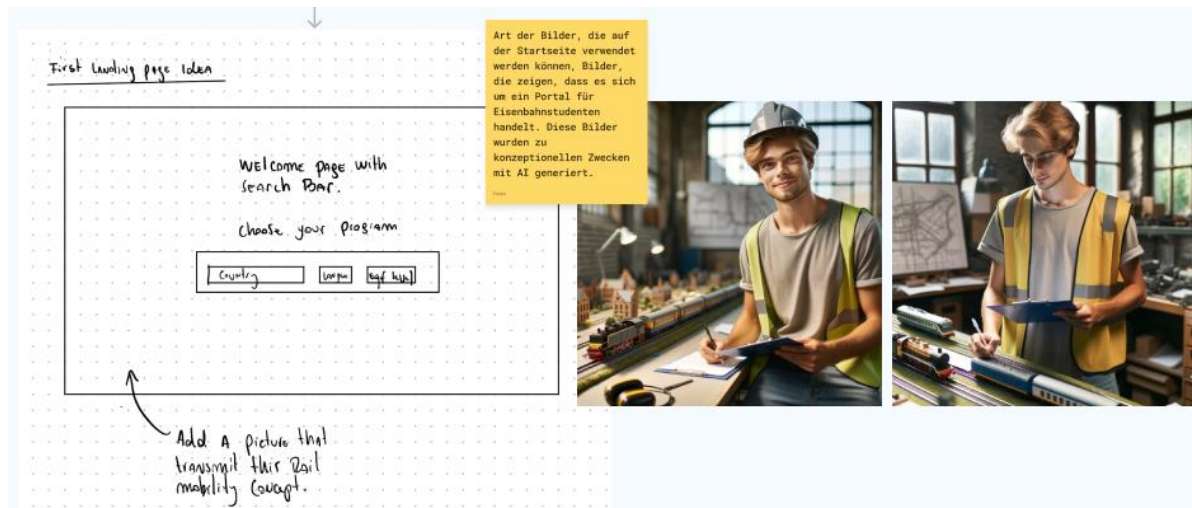 First Landing page IDEA
Art der Bilder, die auf
der Startseite verwendet
werden können, Bilder,
die zeigen, dass es sich
um ein Portal für
Eisenbahnstudenten
handelt. Diese Bilder
wurden zu
konzeptionellen Zwecken
mit AI generiert.
WElcome page with
search BAr.
choose your program
Country
level
Add A picture that
transmit this Rail
mobility Concept.